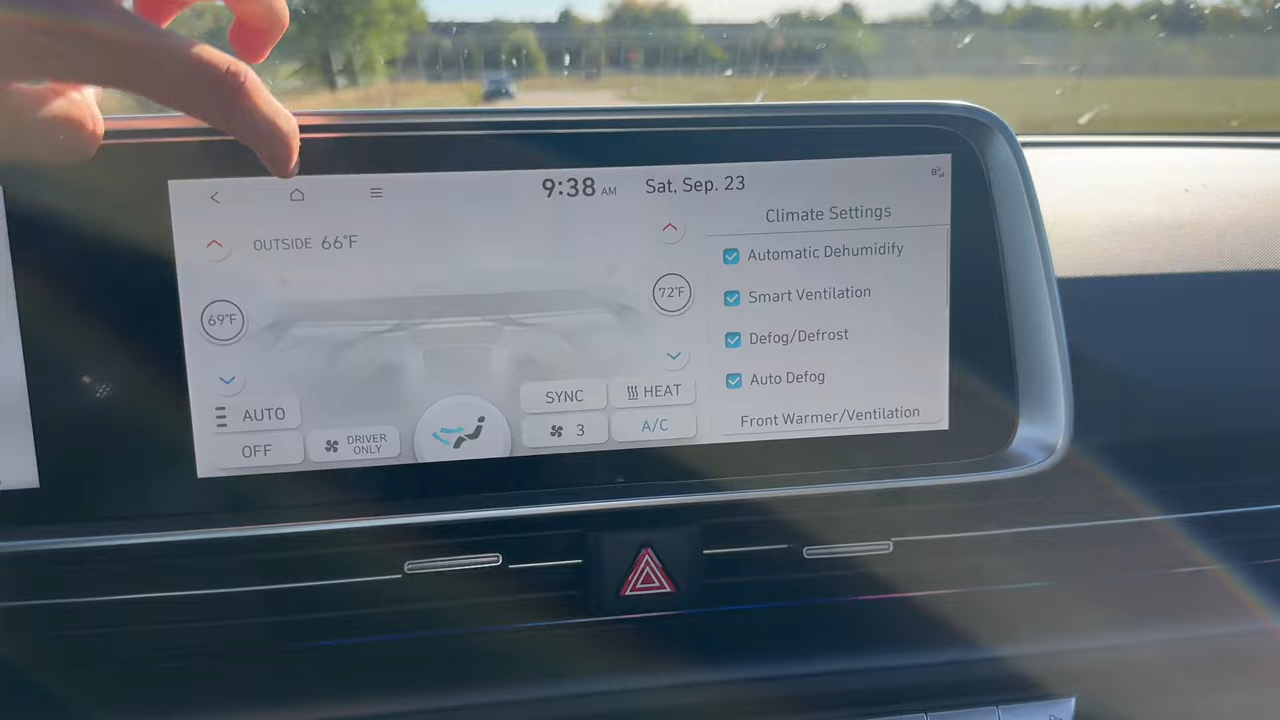 9:38 AM Sat, Sep. 23
OUTSIDE 66°F
69°F
72°F
AUTO
OFF
DRIVER
ONLY
SYNC
HEAT
3
A/C
Climate Settings
Automatic Dehumidify
Smart Ventilation
Defog/Defrost
Auto Defog
Front Warmer/Ventilation